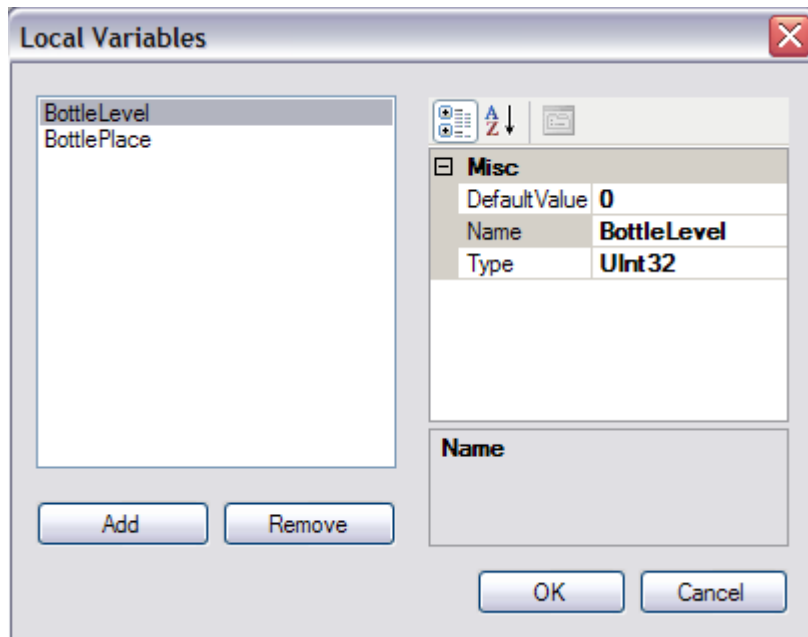 Local Variables
BottleLevel
BottlePlace
A
Z
Misc
DefaultValue 0
Name BottleLevel
Type UInt32
Name
Add Remove
OK Cancel